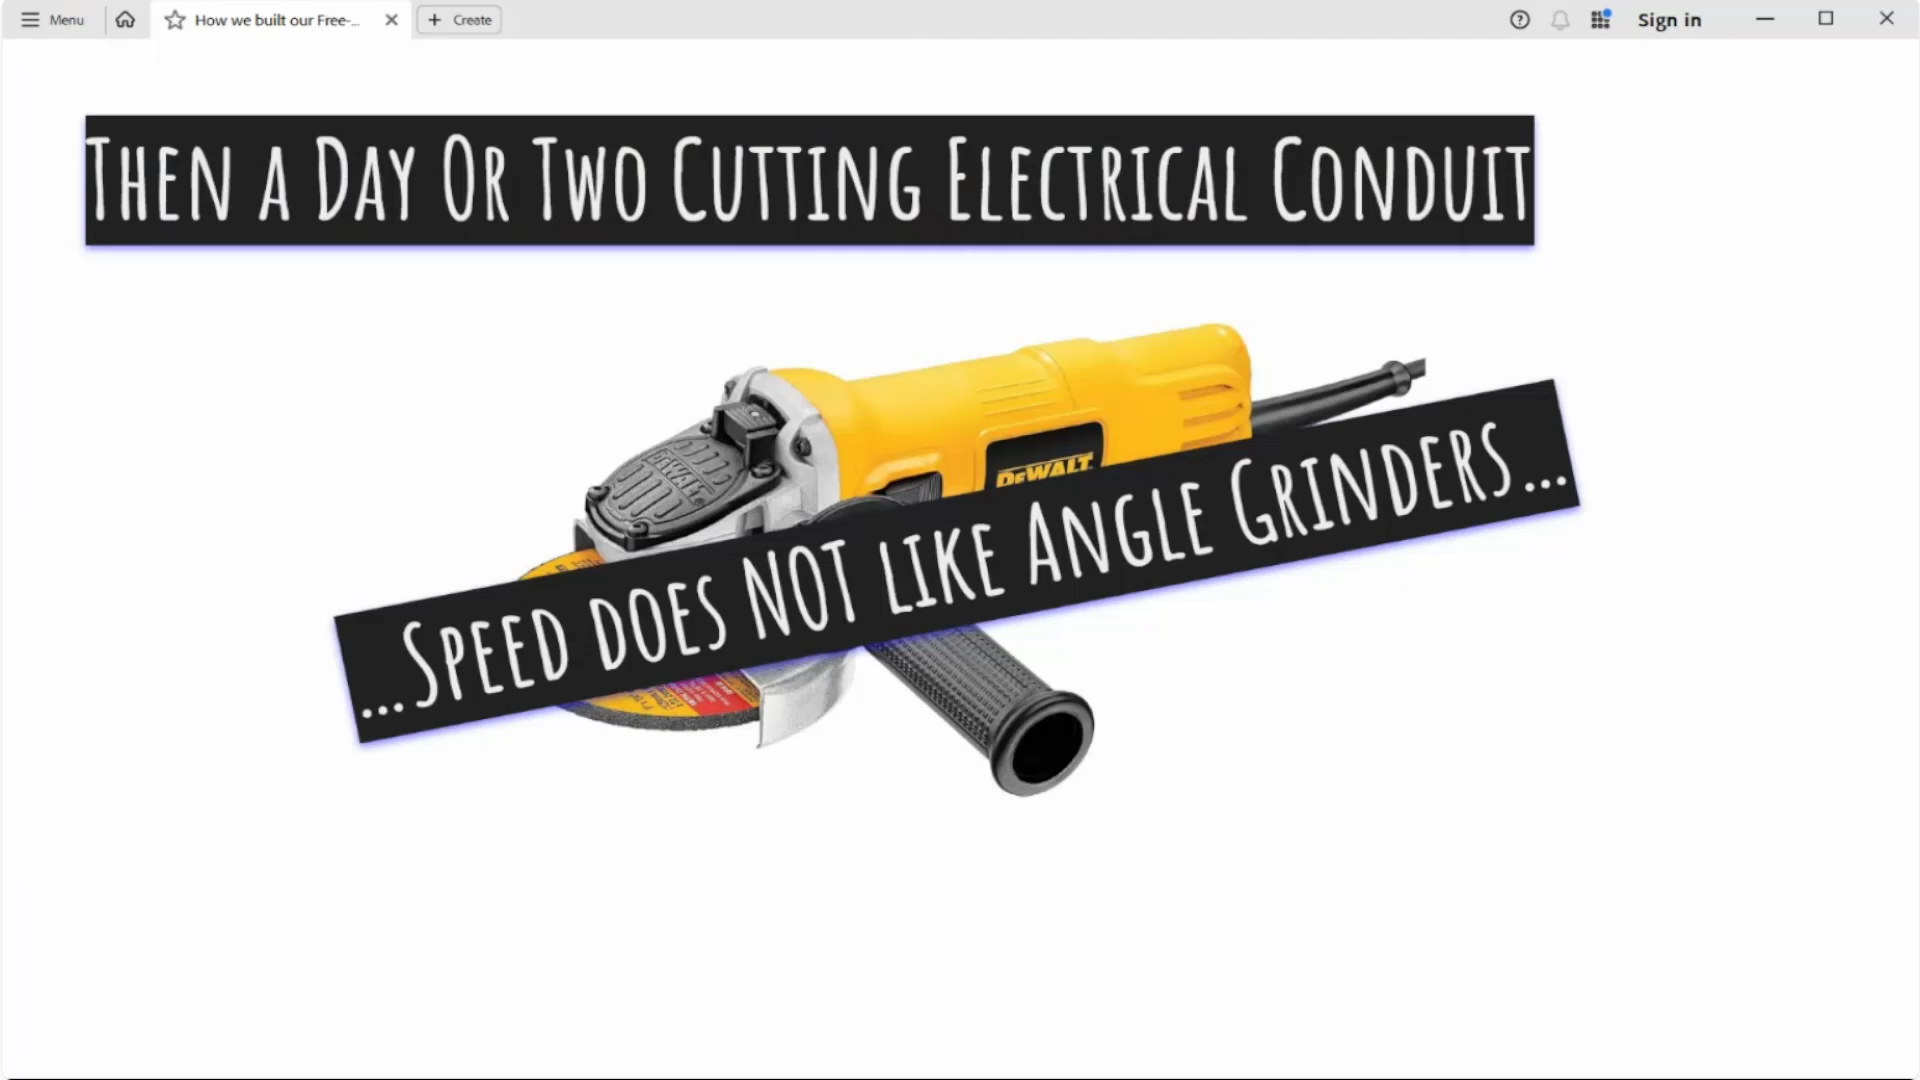 Menu
How we built our Free-...
Create
Sign in
Then a Day Or Two Cutting Electrical Conduit
DEWALT
DEWALT
...Speed does NOT like Angle Grinders...